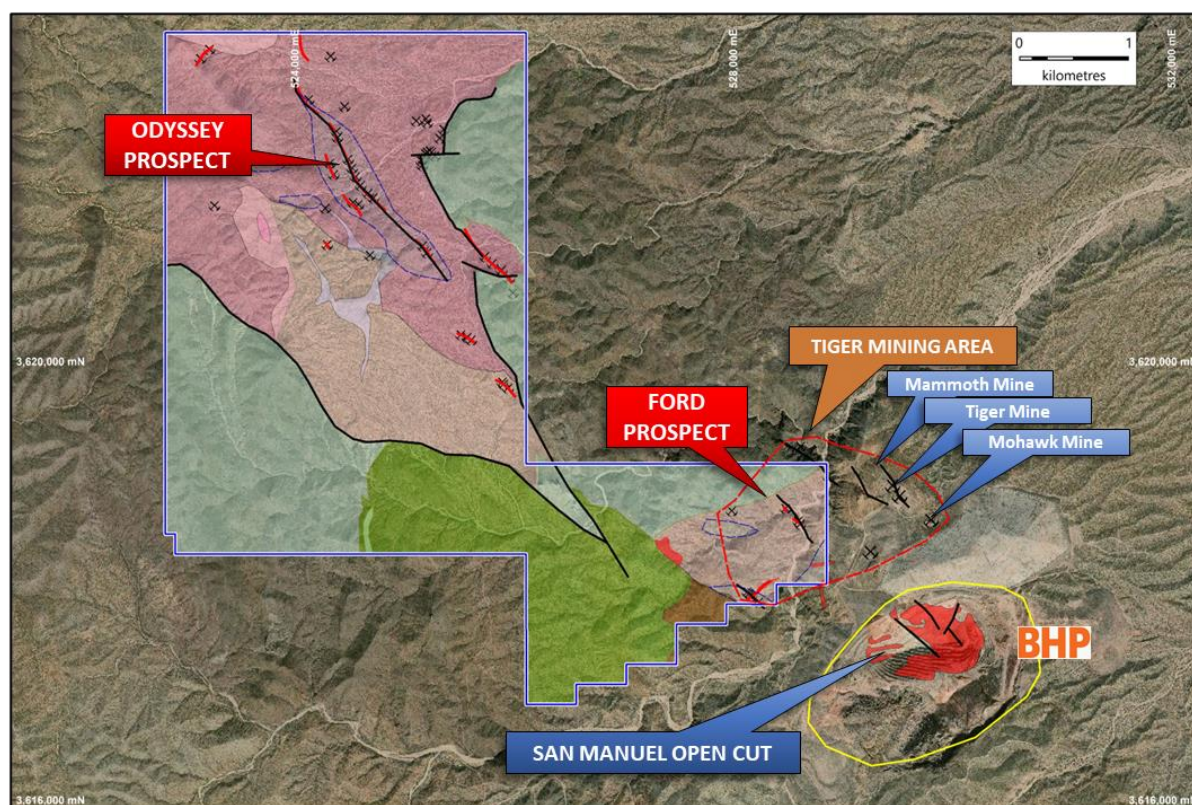 524,000 mE
528,000 mE
532,000 mE
0 1
kilometres
ODYSSEY
PROSPECT
3,620,000 mN
3,620,000 mN
TIGER MINING AREA
Mammoth Mine
Tiger Mine
Mohawk Mine
FORD
PROSPECT
BHP
SAN MANUEL OPEN CUT
3,616,000 mN
3,616,000 mN